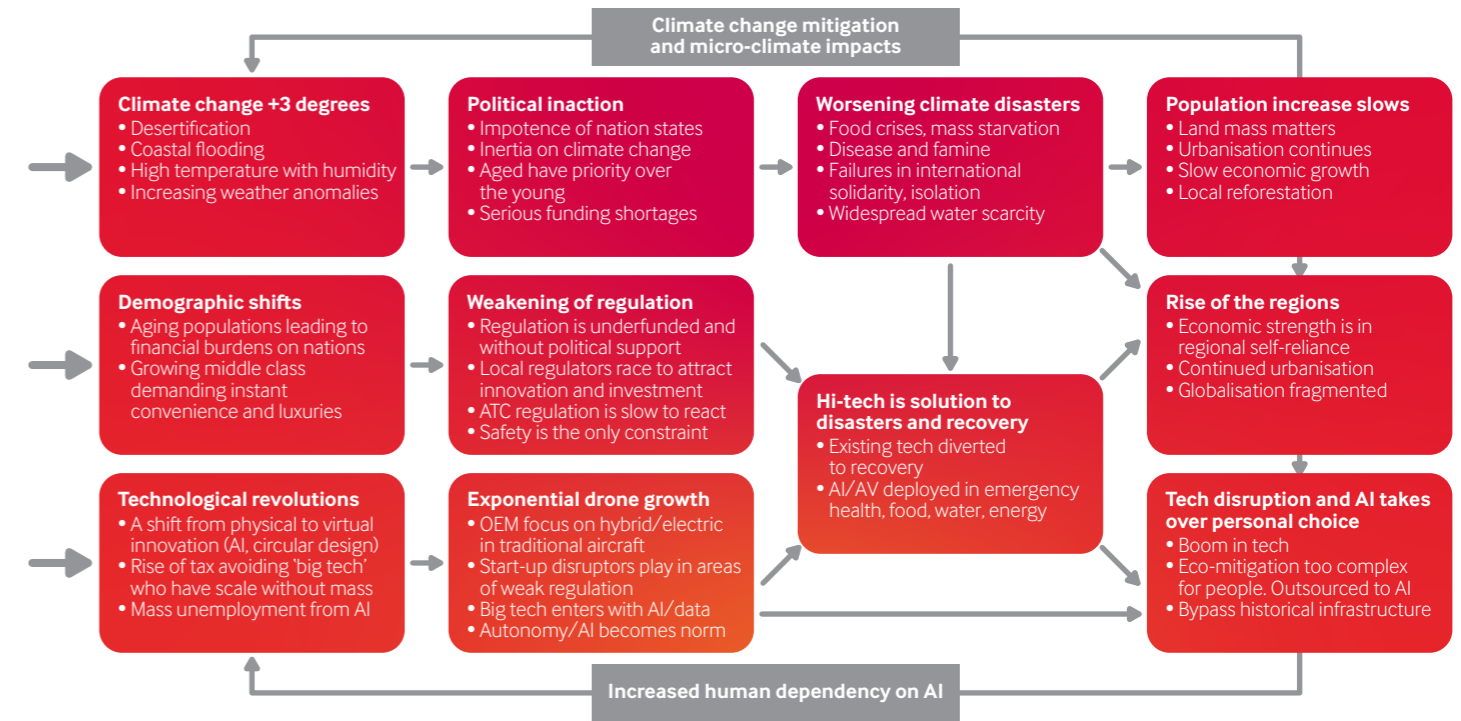 Climate change mitigation
and micro-climate impacts
Climate change +3 degrees
• Desertification
• Coastal flooding
• High temperature with humidity
• Increasing weather anomalies
Political inaction
• Impotence of nation states
• Inertia on climate change
• Aged have priority over
the young
• Serious funding shortages
Worsening climate disasters
• Food crises, mass starvation
• Disease and famine
• Failures in international
solidarity, isolation
• Widespread water scarcity
Population increase slows
• Land mass matters
• Urbanisation continues
• Slow economic growth
• Local reforestation
Demographic shifts
• Aging populations leading to
financial burdens on nations
• Growing middle class
demanding instant
convenience and luxuries
Weakening of regulation
• Regulation is underfunded and
without political support
• Local regulators race to attract
innovation and investment
• ATC regulation is slow to react
• Safety is the only constraint
Hi-tech is solution to
disasters and recovery
• Existing tech diverted
to recovery
• AI/AV deployed in emergency
health, food, water, energy
Rise of the regions
• Economic strength is in
regional self-reliance
• Continued urbanisation
• Globalisation fragmented
Technological revolutions
• A shift from physical to virtual
innovation (AI, circular design)
• Rise of tax avoiding ‘big tech’
who have scale without mass
• Mass unemployment from AI
Exponential drone growth
• OEM focus on hybrid/electric
in traditional aircraft
• Start-up disruptors play in areas
of weak regulation
• Big tech enters with AI/data
• Autonomy/AI becomes norm
Tech disruption and AI takes
over personal choice
• Boom in tech
• Eco-mitigation too complex
for people. Outsourced to AI
• Bypass historical infrastructure
Increased human dependency on AI